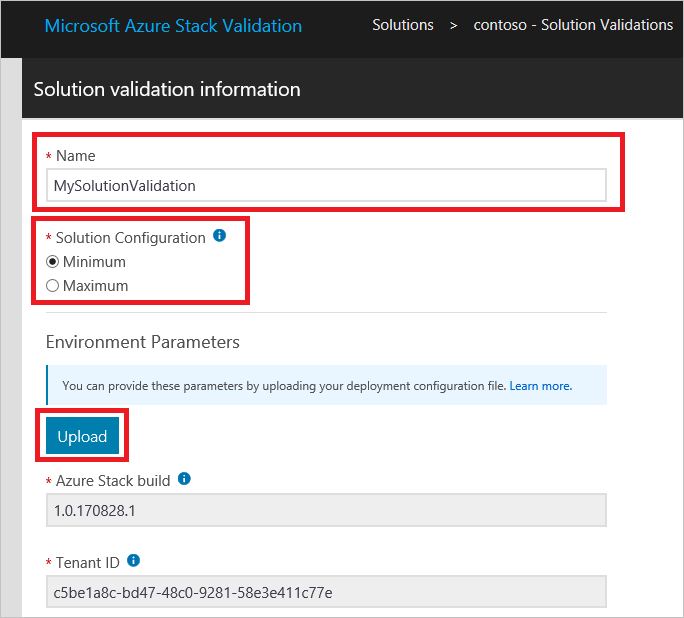 Microsoft Azure Stack Validation Solutions > contoso - Solution Validations
Solution validation information
* Name
MySolutionValidation
* Solution Configuration
Minimum
Maximum
Environment Parameters
You can provide these parameters by uploading your deployment configuration file. Learn more.
Upload
* Azure Stack build
1.0.170828.1
* Tenant ID
c5be1a8c-bd47-48c0-9281-58e3e411c77e